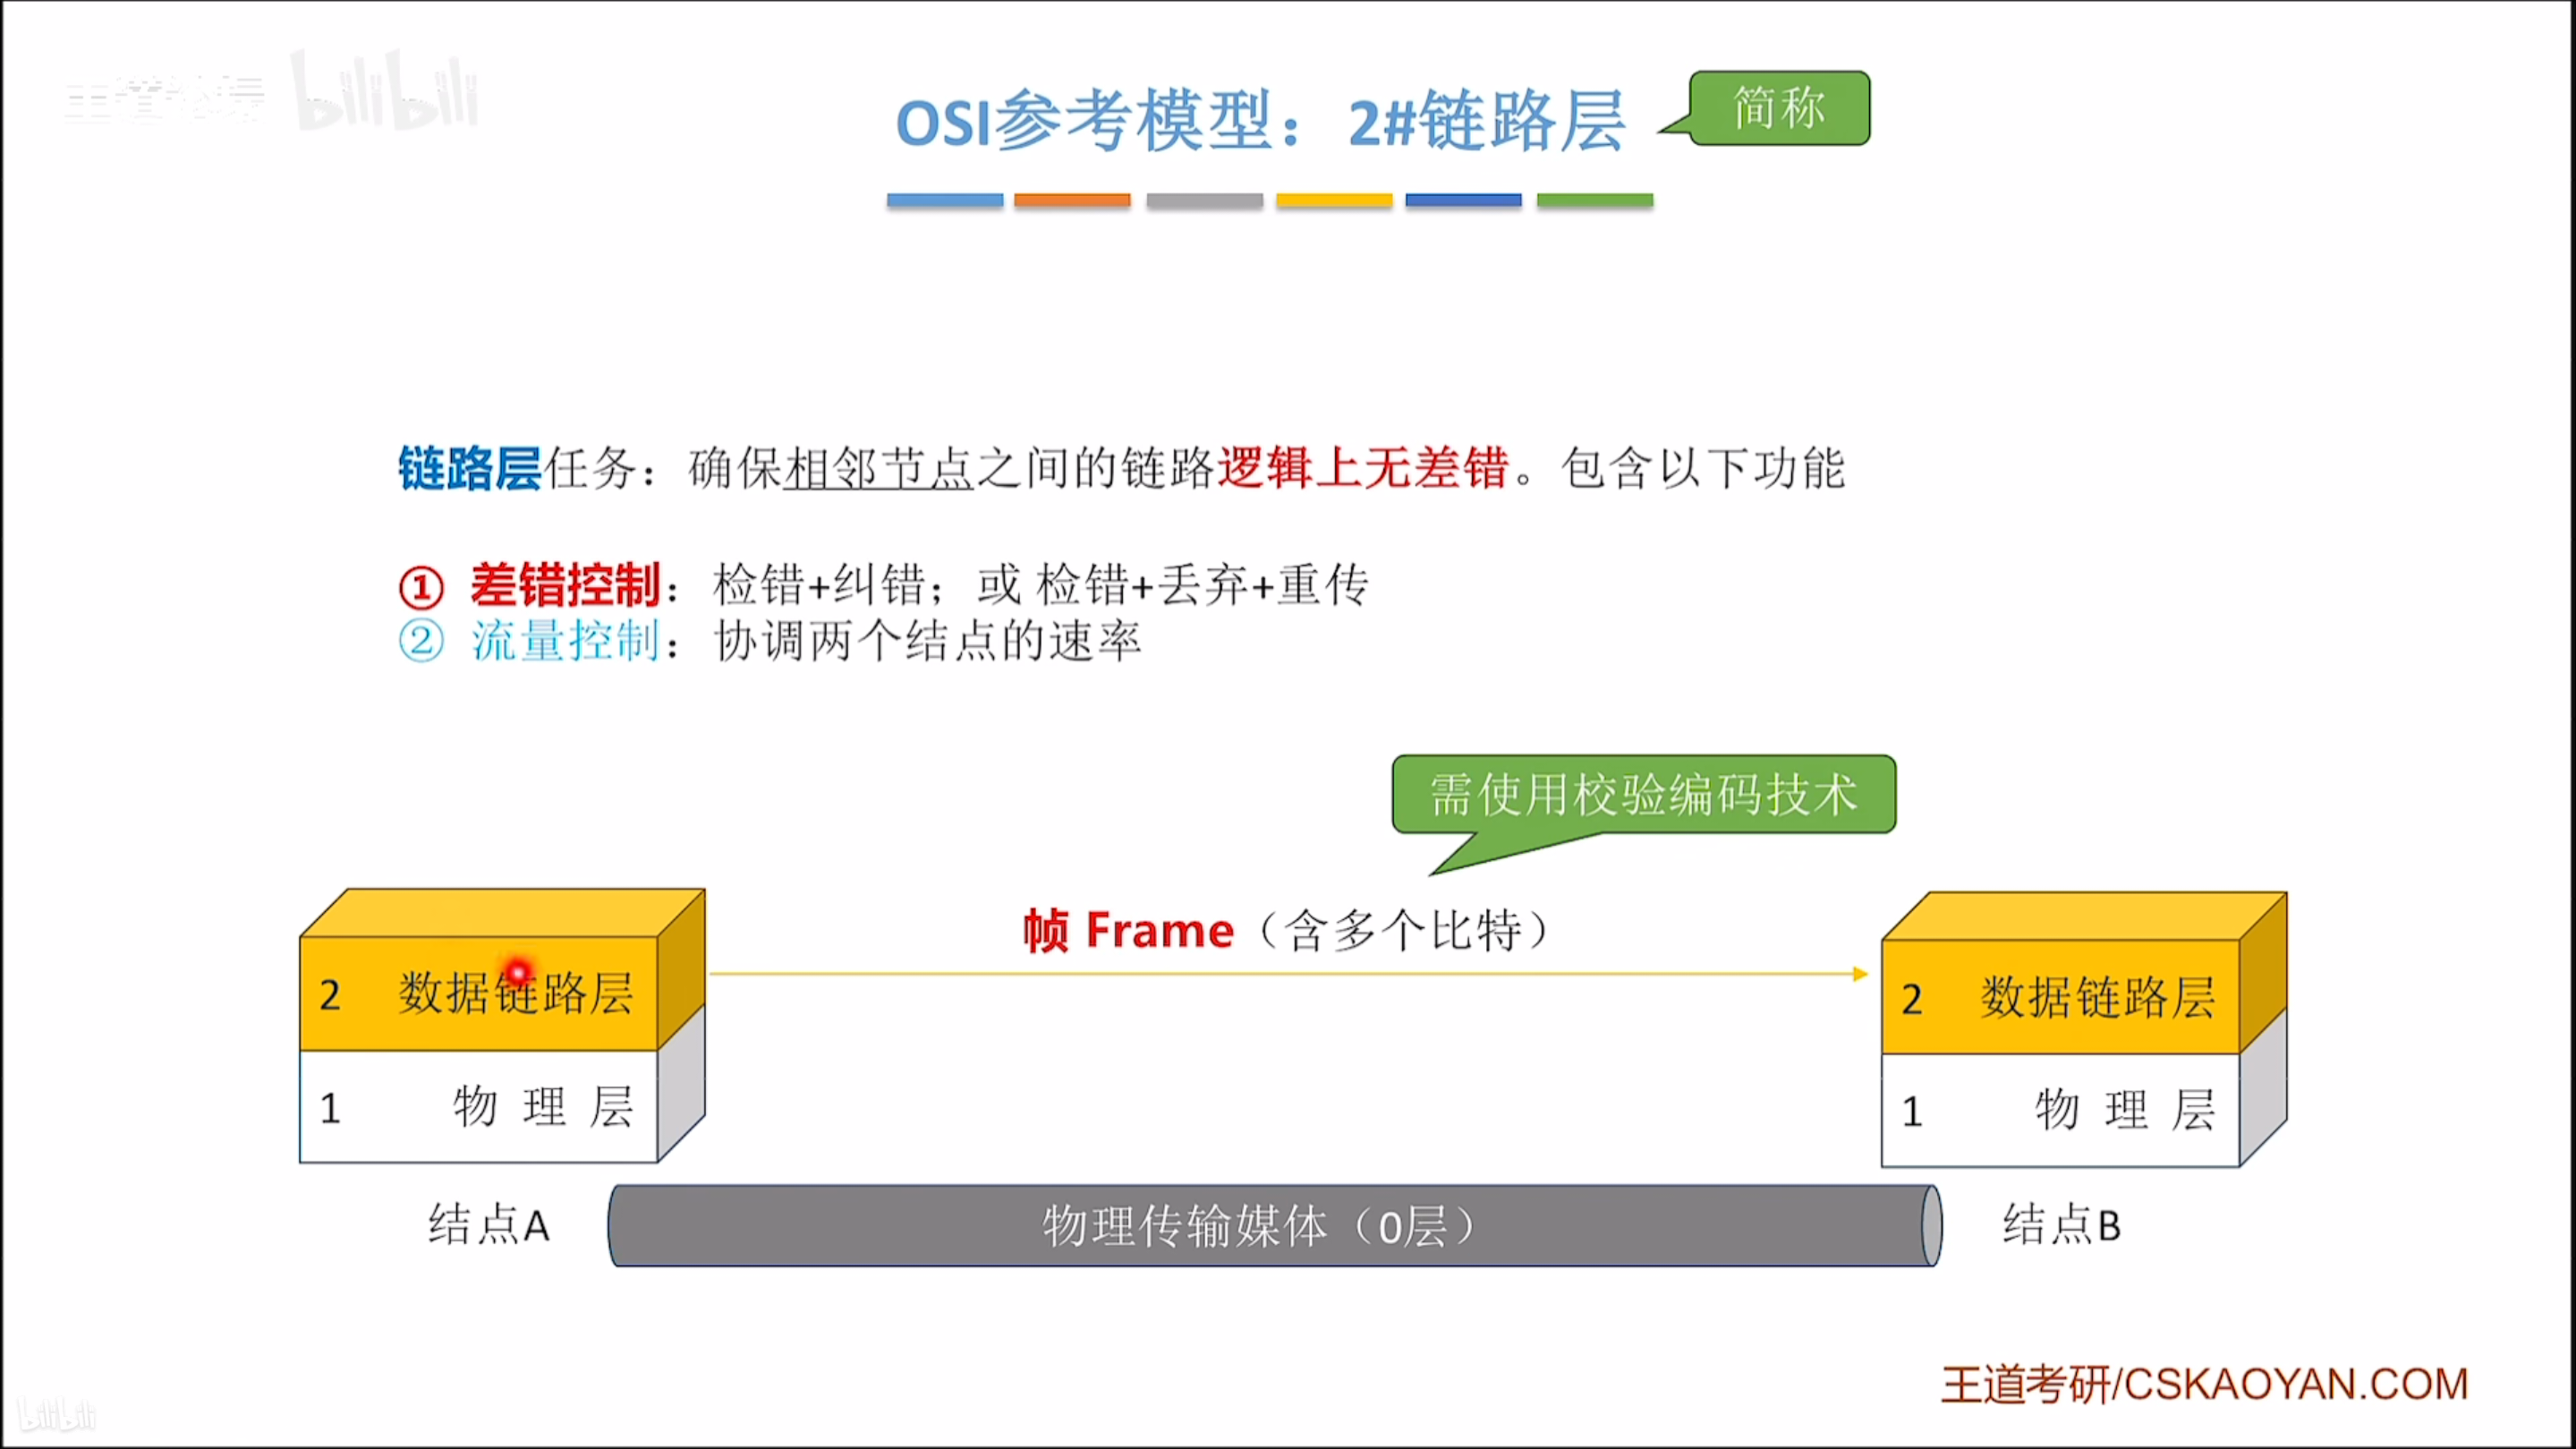 王道论坛 bilibili
OSI参考模型：2#链路层
简称
链路层任务：确保相邻节点之间的链路逻辑上无差错。包含以下功能
① 差错控制：检错+纠错；或 检错+丢弃+重传
② 流量控制：协调两个结点的速率
需使用校验编码技术
帧 Frame（含多个比特）
2 数据链路层
1 物 理 层
2 数据链路层
1 物 理 层
结点A
物理传输媒体（0层）
结点B
王道考研/CSKAOYAN.COM
bilibili